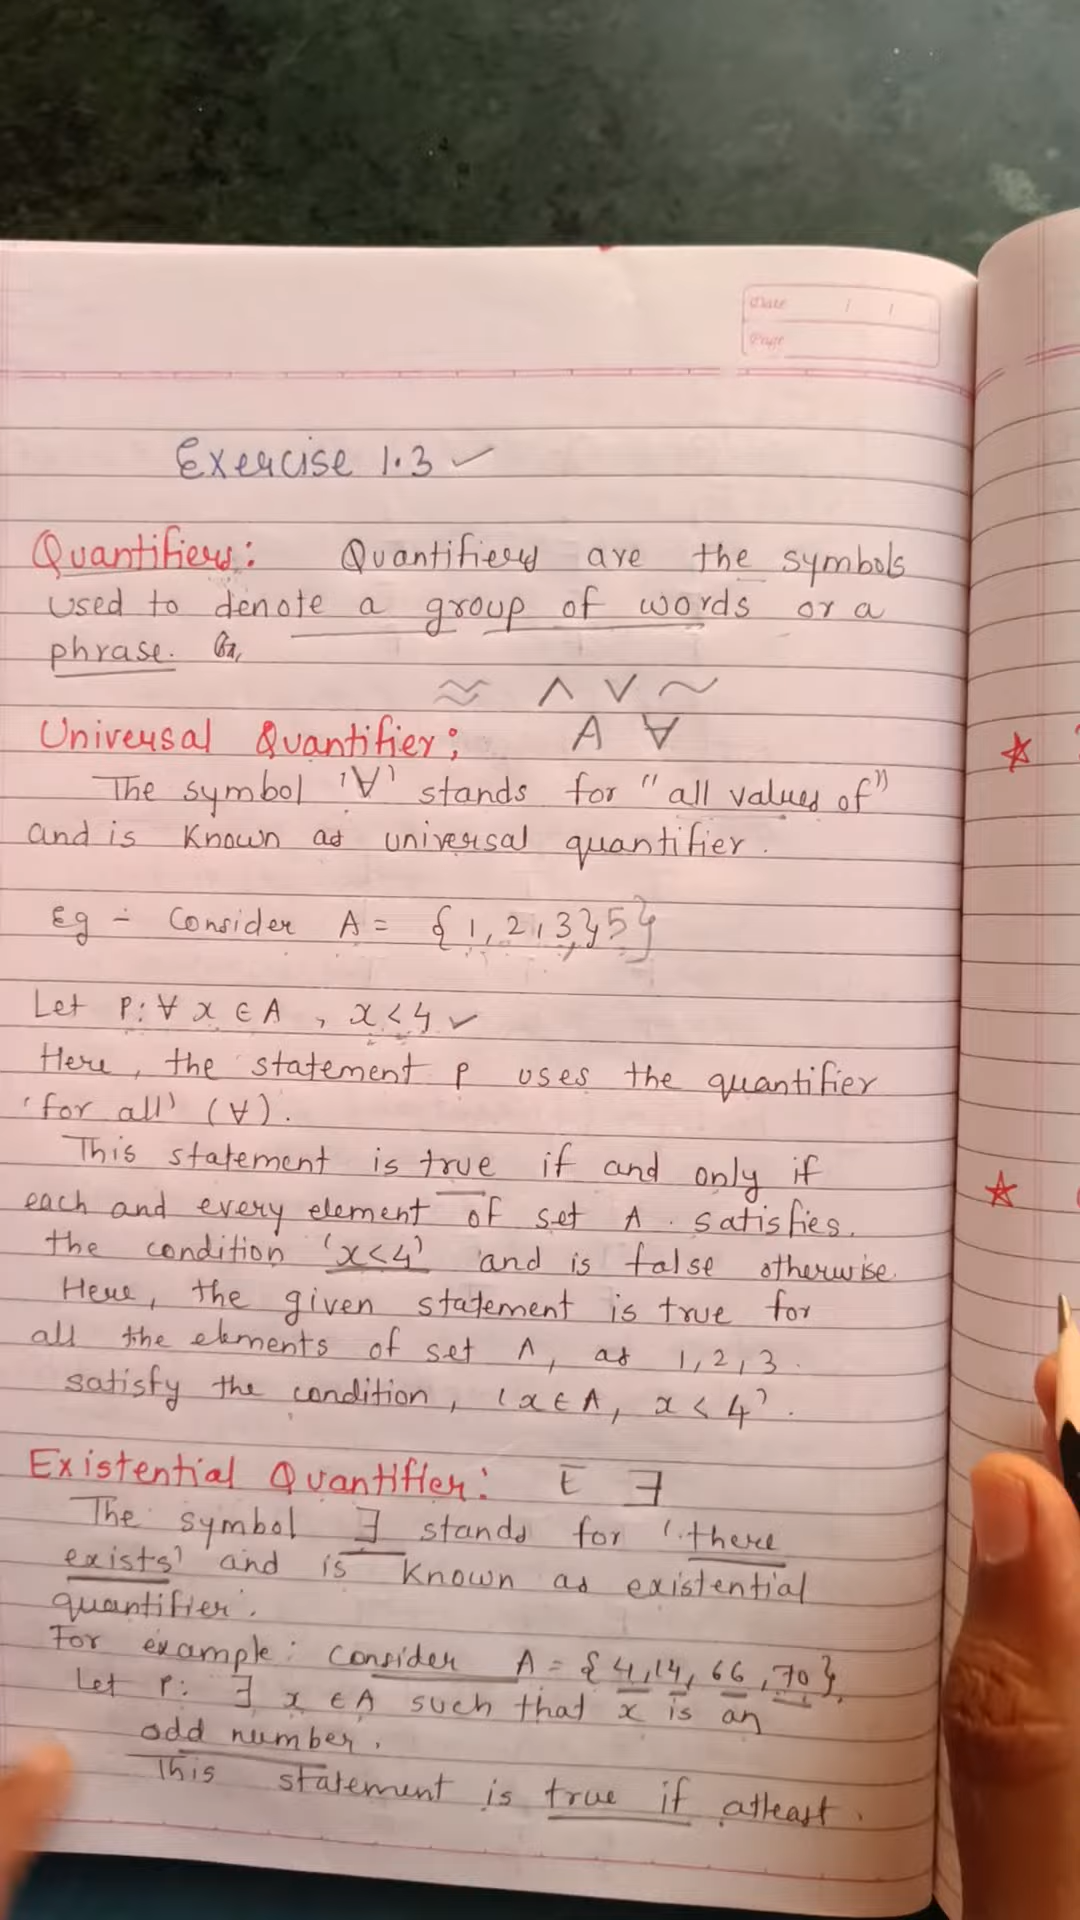 Date / /
Page
Exercise 1.3 ✓
Quantifiers: Quantifiers are the symbols
used to denote a group of words or a
phrase.
≈ ∧ ∨ ~
Universal Quantifier; A ∀
The symbol '∀' stands for "all values of"
and is known as universal quantifier.
Eg ÷ Consider A = {1, 2, 3,} 5}
Let P: ∀ x ∈ A , x < 4 ✓
Here, the statement P uses the quantifier
'for all' (∀).
This statement is true if and only if
each and every element of set A. satisfies.
the condition 'x<4' and is false otherwise.
Here, the given statement is true for
all the elements of set A, as 1, 2, 3.
satisfy the condition, 'x ∈ A, x < 4'.
Existential Quantifier: E ∃
The symbol ∃ stands for 'there
exists' and is known as existential
quantifier.
For example: Consider A = {4, 14, 66, 70}.
Let P: ∃ x ∈ A such that x is an
odd number.
This statement is true if atleast.